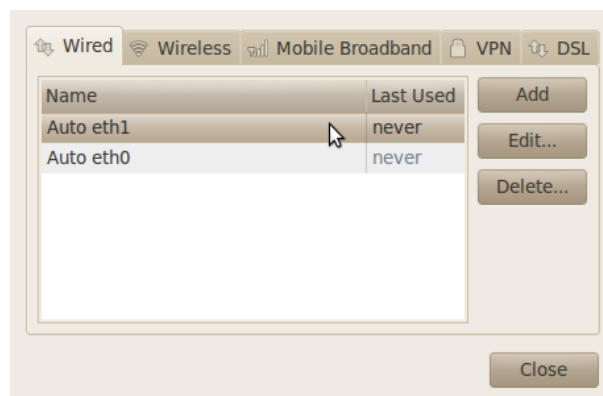 Wired Wireless Mobile Broadband VPN DSL
Name Last Used Add
Auto eth1 never Edit...
Auto eth0 never Delete...
Close